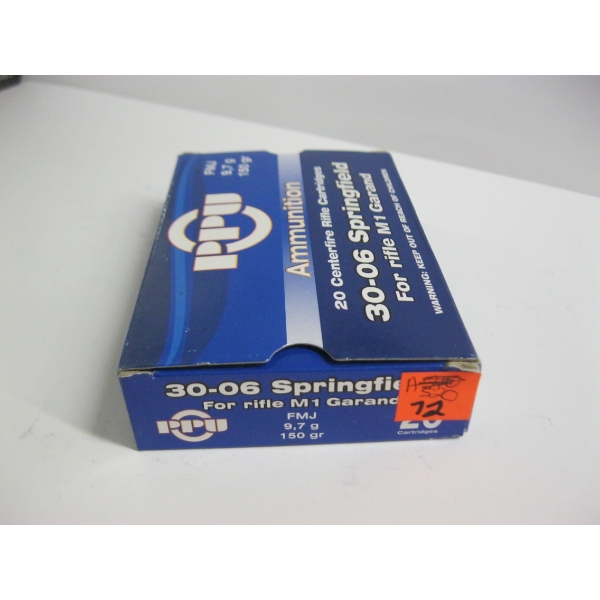 FMJ
9,7 g
150 gr
PPU
Ammunition
20 Centerfire Rifle Cartridges
30-06 Springfield
For rifle M1 Garand
WARNING: KEEP OUT OF REACH OF CHILDREN
30-06 Springfie
For rifle M1 Garand
FMJ
9,7 g
150 gr
PPU
72
20
Cartridges